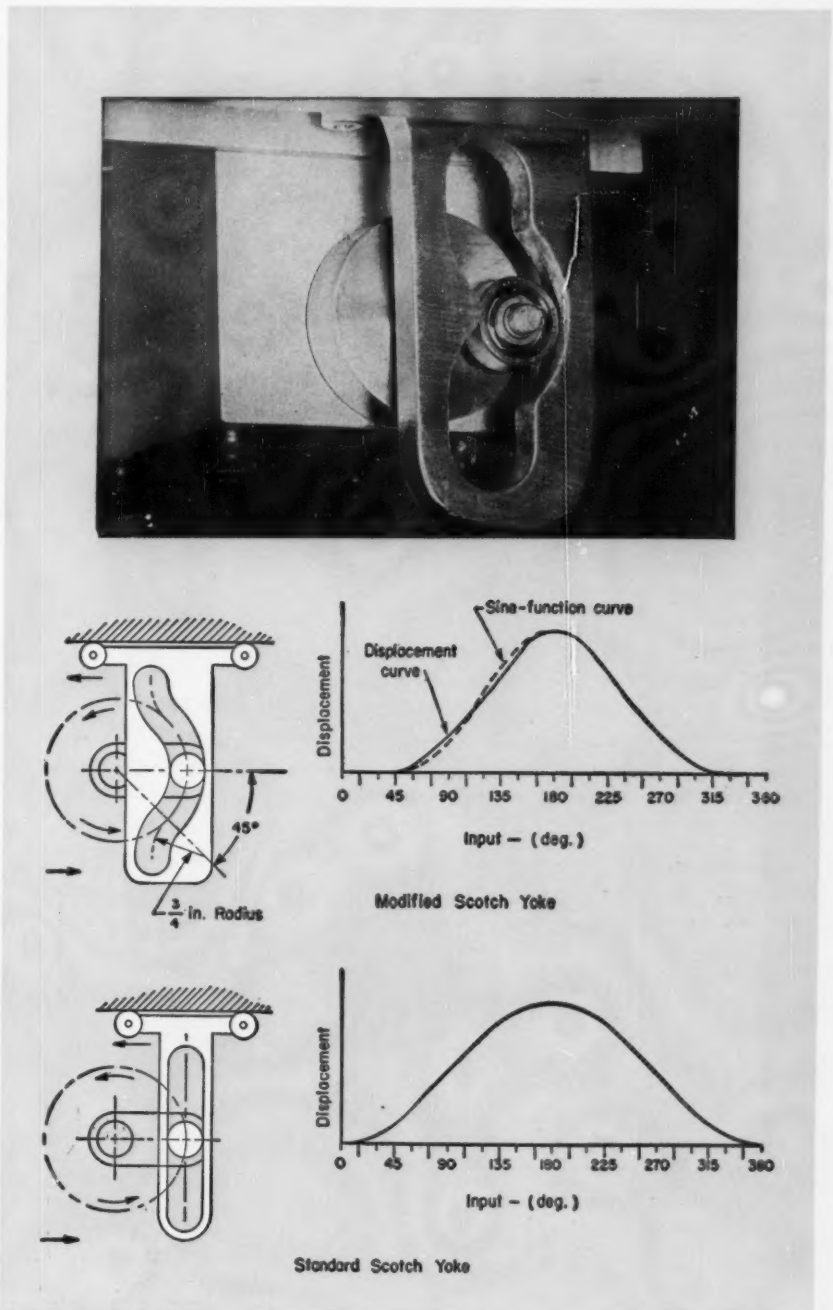 Sine-function curve
Displacement curve
Displacement
0 45 90 135 180 225 270 315 360
Input — (deg.)
45°
3/4 in. Radius
Modified Scotch Yoke
Displacement
0 45 90 135 180 225 270 315 360
Input — (deg.)
Standard Scotch Yoke